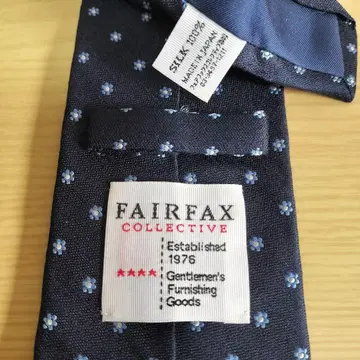 SILK 100%
MADE IN JAPAN
FAIRFAX
COLLECTIVE
Established
1976
Gentlemen's
Furnishing
Goods